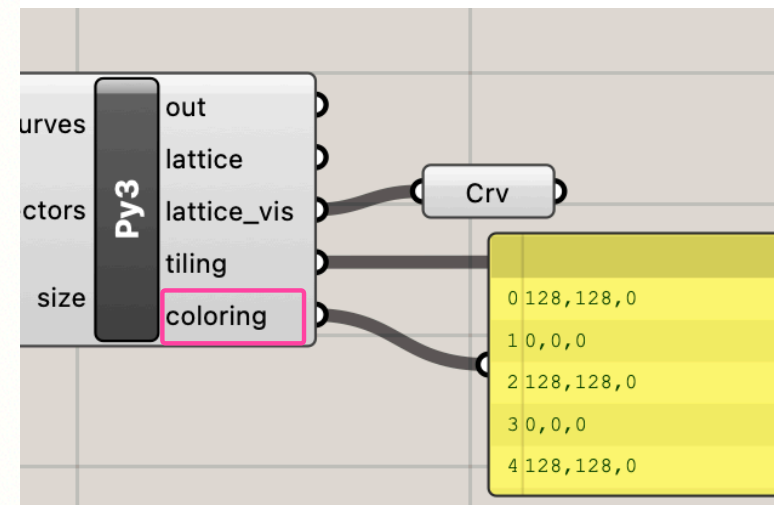 urves
ctors
size
Py3
out
lattice
lattice_vis
tiling
coloring
Crv
0 128,128,0
1 0,0,0
2 128,128,0
3 0,0,0
4 128,128,0